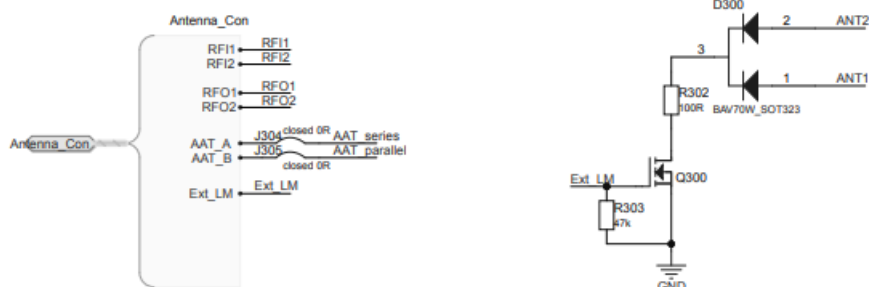 Antenna_Con
RFI1 RFI1
RFI2 RFI2
RFO1 RFO1
RFO2 RFO2
Antenna_Con
AAT_A J304 closed 0R AAT_series
AAT_B J305 AAT_parallel
closed 0R
Ext_LM Ext_LM
D300
2 ANT2
3
1 ANT1
R302
100R
BAV70W_SOT323
Ext_LM
Q300
R303
47k
GND